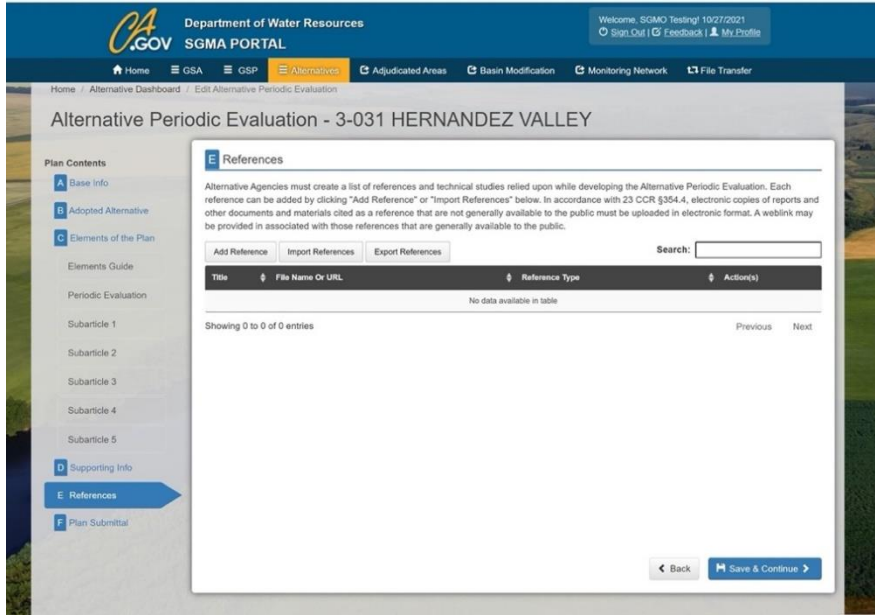 CA
.GOV
Department of Water Resources
SGMA PORTAL
Welcome, SGMO Testing! 10/27/2021
Sign Out | Feedback | My Profile
Home GSA GSP Alternatives Adjudicated Areas Basin Modification Monitoring Network File Transfer
Home / Alternative Dashboard / Edit Alternative Periodic Evaluation
Alternative Periodic Evaluation - 3-031 HERNANDEZ VALLEY
Plan Contents
A Base Info
B Adopted Alternative
C Elements of the Plan
Elements Guide
Periodic Evaluation
Subarticle 1
Subarticle 2
Subarticle 3
Subarticle 4
Subarticle 5
D Supporting Info
E References
F Plan Submittal
E References
Alternative Agencies must create a list of references and technical studies relied upon while developing the Alternative Periodic Evaluation. Each
reference can be added by clicking "Add Reference" or "Import References" below. In accordance with 23 CCR §354.4, electronic copies of reports and
other documents and materials cited as a reference that are not generally available to the public must be uploaded in electronic format. A weblink may
be provided in associated with those references that are generally available to the public.
Add Reference Import References Export References Search:
Title File Name Or URL Reference Type Action(s)
No data available in table
Showing 0 to 0 of 0 entries Previous Next
Back Save & Continue